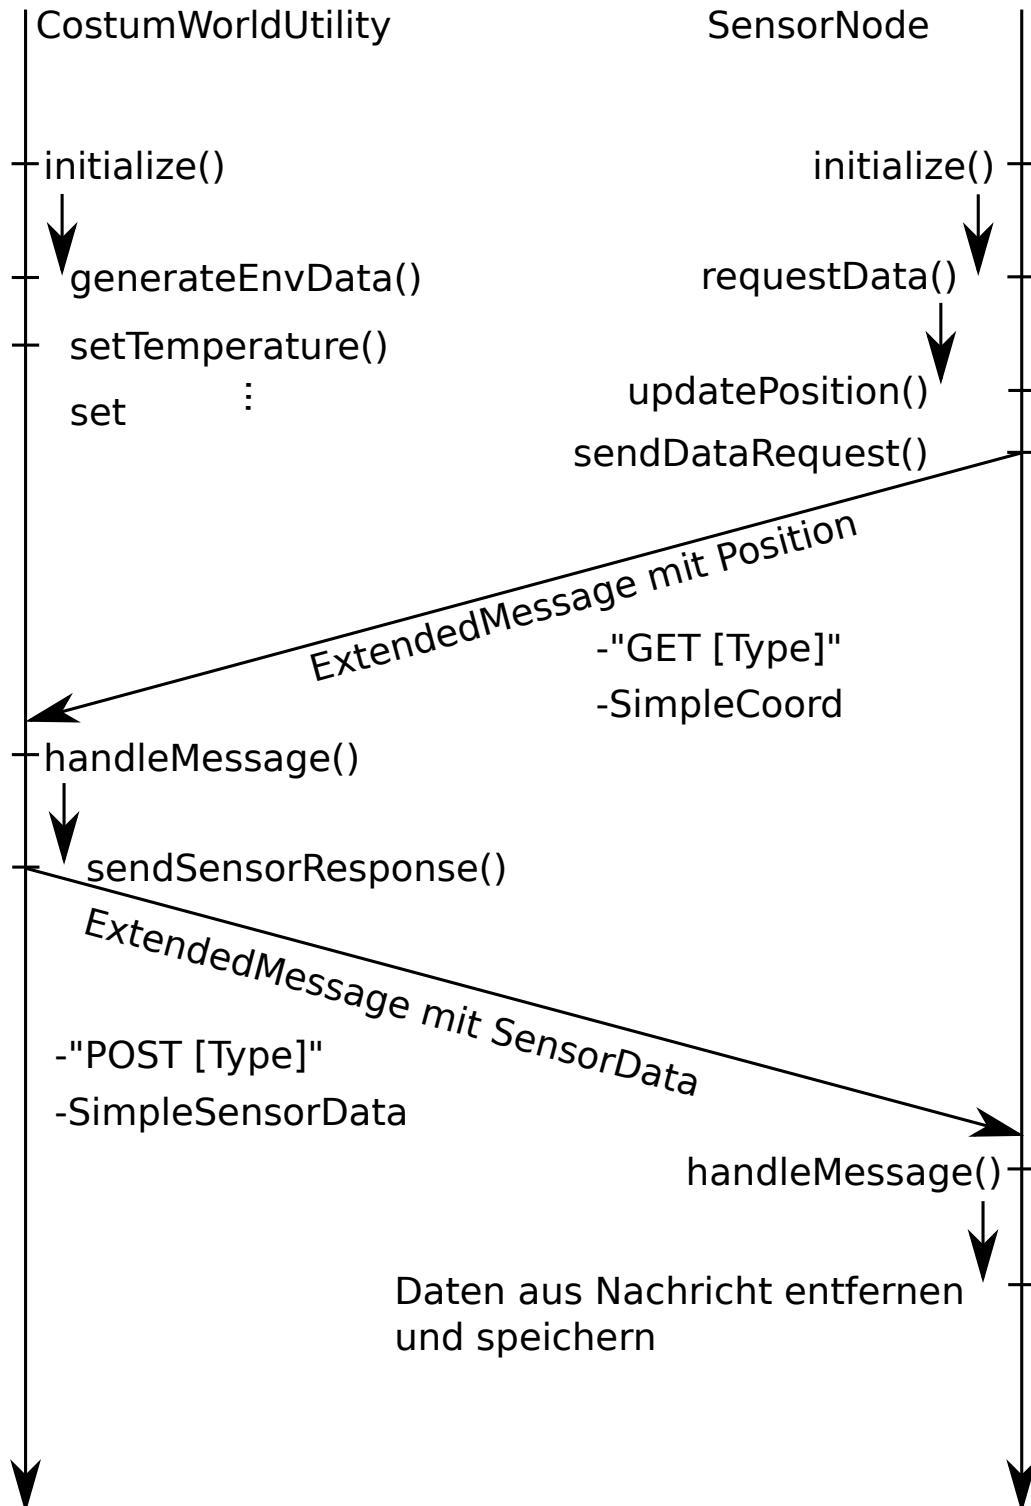 CostumWorldUtility
SensorNode
initialize()
initialize()
generateEnvData()
requestData()
setTemperature()
⋮
set
updatePosition()
sendDataRequest()
ExtendedMessage mit Position
-"GET [Type]"
-SimpleCoord
handleMessage()
sendSensorResponse()
ExtendedMessage mit SensorData
-"POST [Type]"
-SimpleSensorData
handleMessage()
Daten aus Nachricht entfernen
und speichern